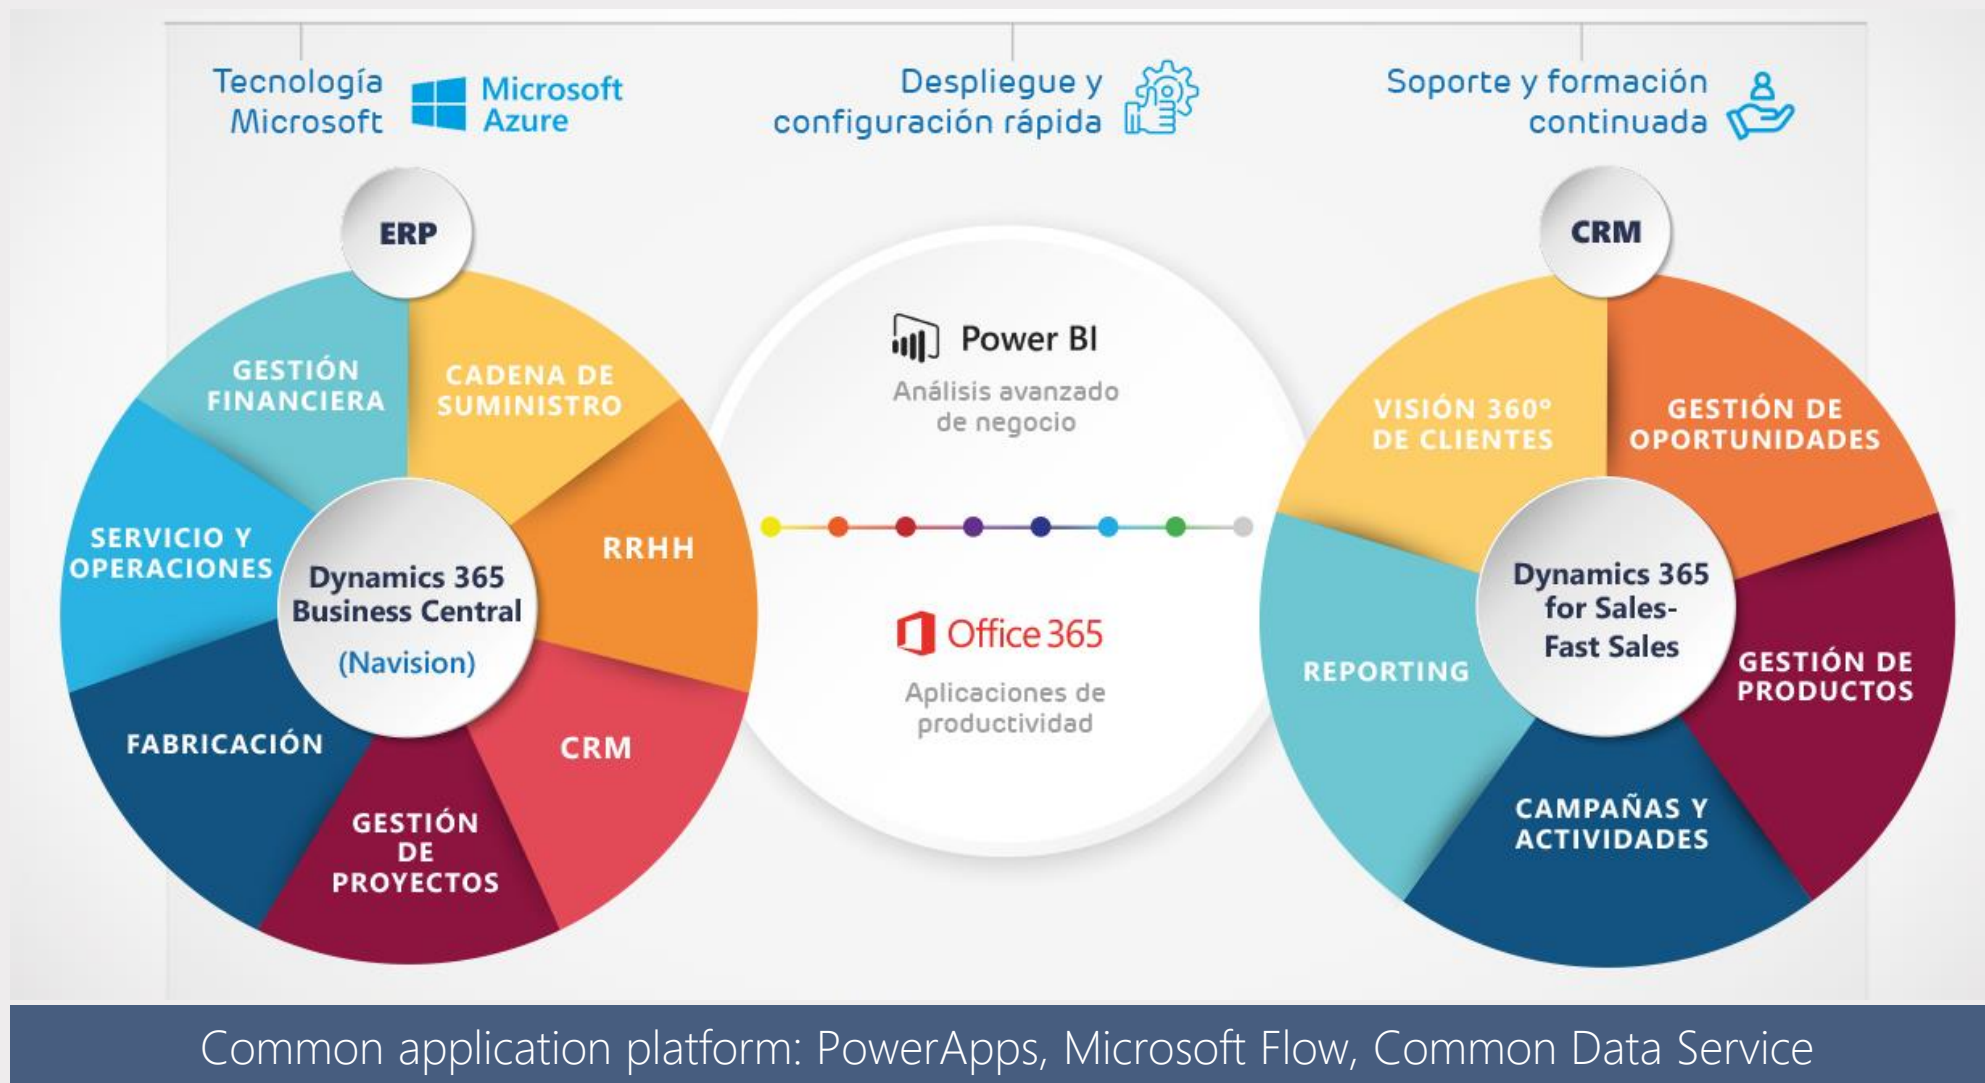 Tecnología
Microsoft
Microsoft
Azure
Despliegue y
configuración rápida
Soporte y formación
continuada
ERP
GESTIÓN
FINANCIERA
CADENA DE
SUMINISTRO
RRHH
CRM
GESTIÓN
DE
PROYECTOS
FABRICACIÓN
SERVICIO Y
OPERACIONES
Dynamics 365
Business Central
(Navision)
Power BI
Análisis avanzado
de negocio
Office 365
Aplicaciones de
productividad
CRM
VISIÓN 360º
DE CLIENTES
GESTIÓN DE
OPORTUNIDADES
GESTIÓN DE
PRODUCTOS
CAMPAÑAS Y
ACTIVIDADES
REPORTING
Dynamics 365
for Sales-
Fast Sales
Common application platform: PowerApps, Microsoft Flow, Common Data Service